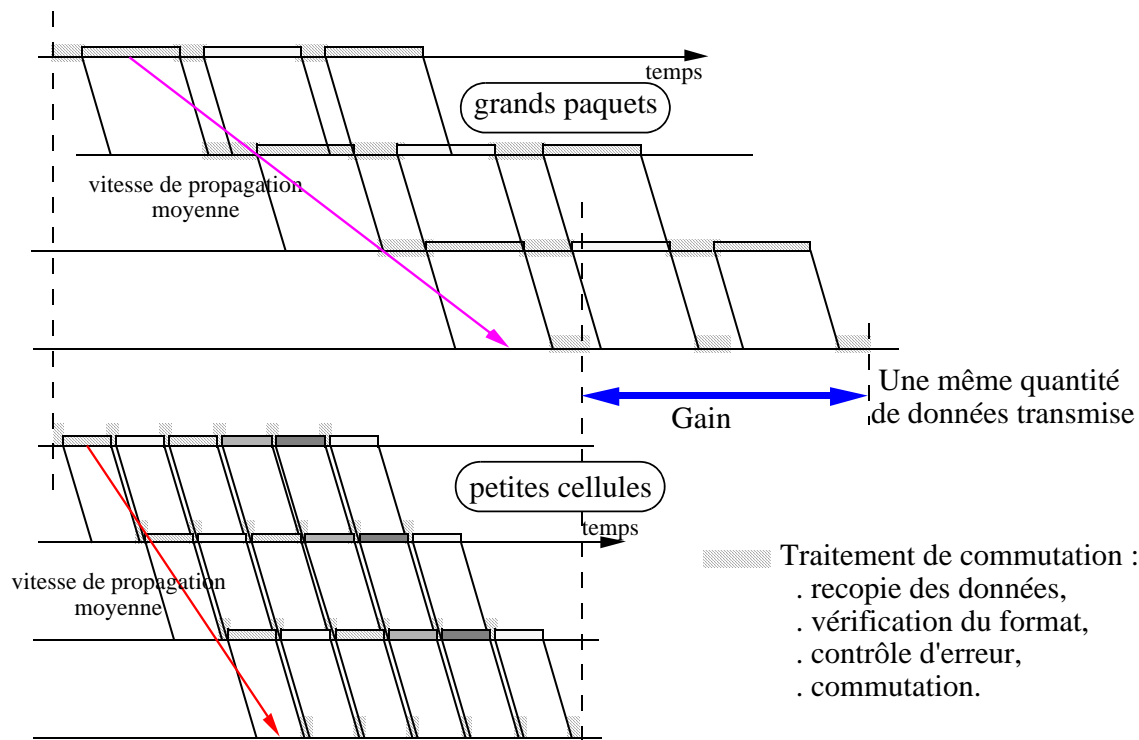 temps
grands paquets
vitesse de propagation
moyenne
Une même quantité
de données transmise
Gain
petites cellules
temps
vitesse de propagation
moyenne
Traitement de commutation :
. recopie des données,
. vérification du format,
. contrôle d'erreur,
. commutation.